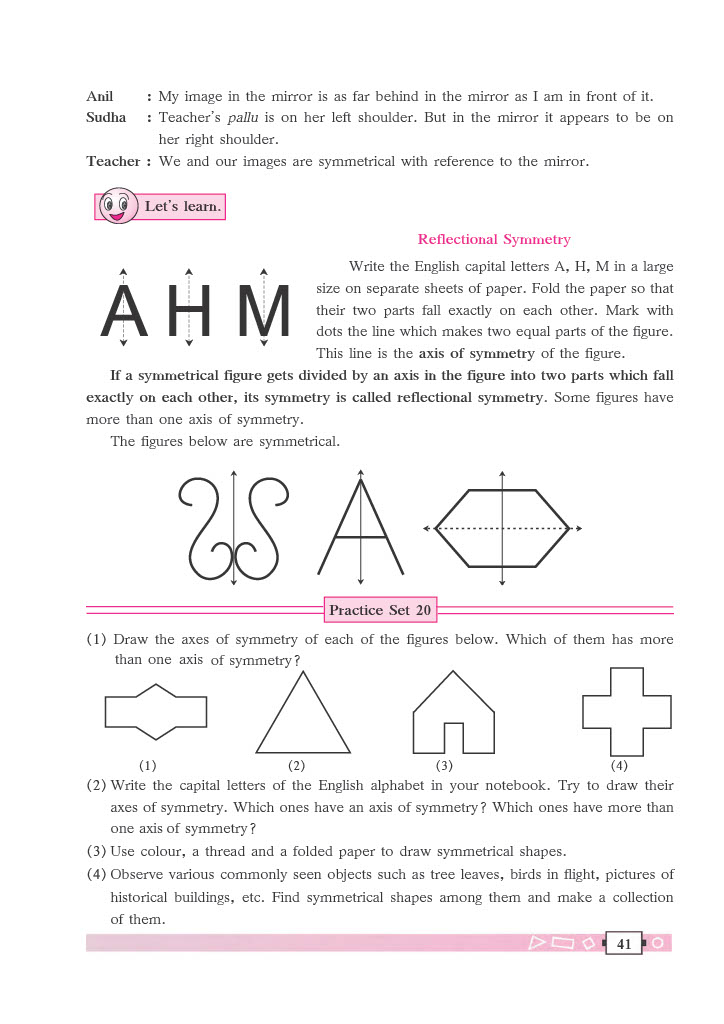 Anil : My image in the mirror is as far behind in the mirror as I am in front of it.
Sudha : Teacher's pallu is on her left shoulder. But in the mirror it appears to be on
her right shoulder.
Teacher : We and our images are symmetrical with reference to the mirror.
Let's learn.
Reflectional Symmetry
A H M
Write the English capital letters A, H, M in a large
size on separate sheets of paper. Fold the paper so that
their two parts fall exactly on each other. Mark with
dots the line which makes two equal parts of the figure.
This line is the axis of symmetry of the figure.
If a symmetrical figure gets divided by an axis in the figure into two parts which fall
exactly on each other, its symmetry is called reflectional symmetry. Some figures have
more than one axis of symmetry.
The figures below are symmetrical.
Practice Set 20
(1) Draw the axes of symmetry of each of the figures below. Which of them has more
than one axis of symmetry?
(1) (2) (3) (4)
(2) Write the capital letters of the English alphabet in your notebook. Try to draw their
axes of symmetry. Which ones have an axis of symmetry? Which ones have more than
one axis of symmetry?
(3) Use colour, a thread and a folded paper to draw symmetrical shapes.
(4) Observe various commonly seen objects such as tree leaves, birds in flight, pictures of
historical buildings, etc. Find symmetrical shapes among them and make a collection
of them.
41